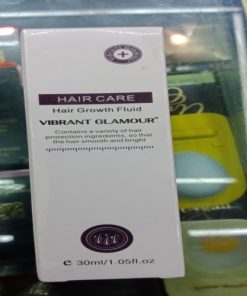 HAIR CARE
Hair Growth Fluid
VIBRANT GLAMOUR™
Contains a variety of hair
protection ingredients, so that
the hair smooth and bright
e 30ml/1.05fl.oz